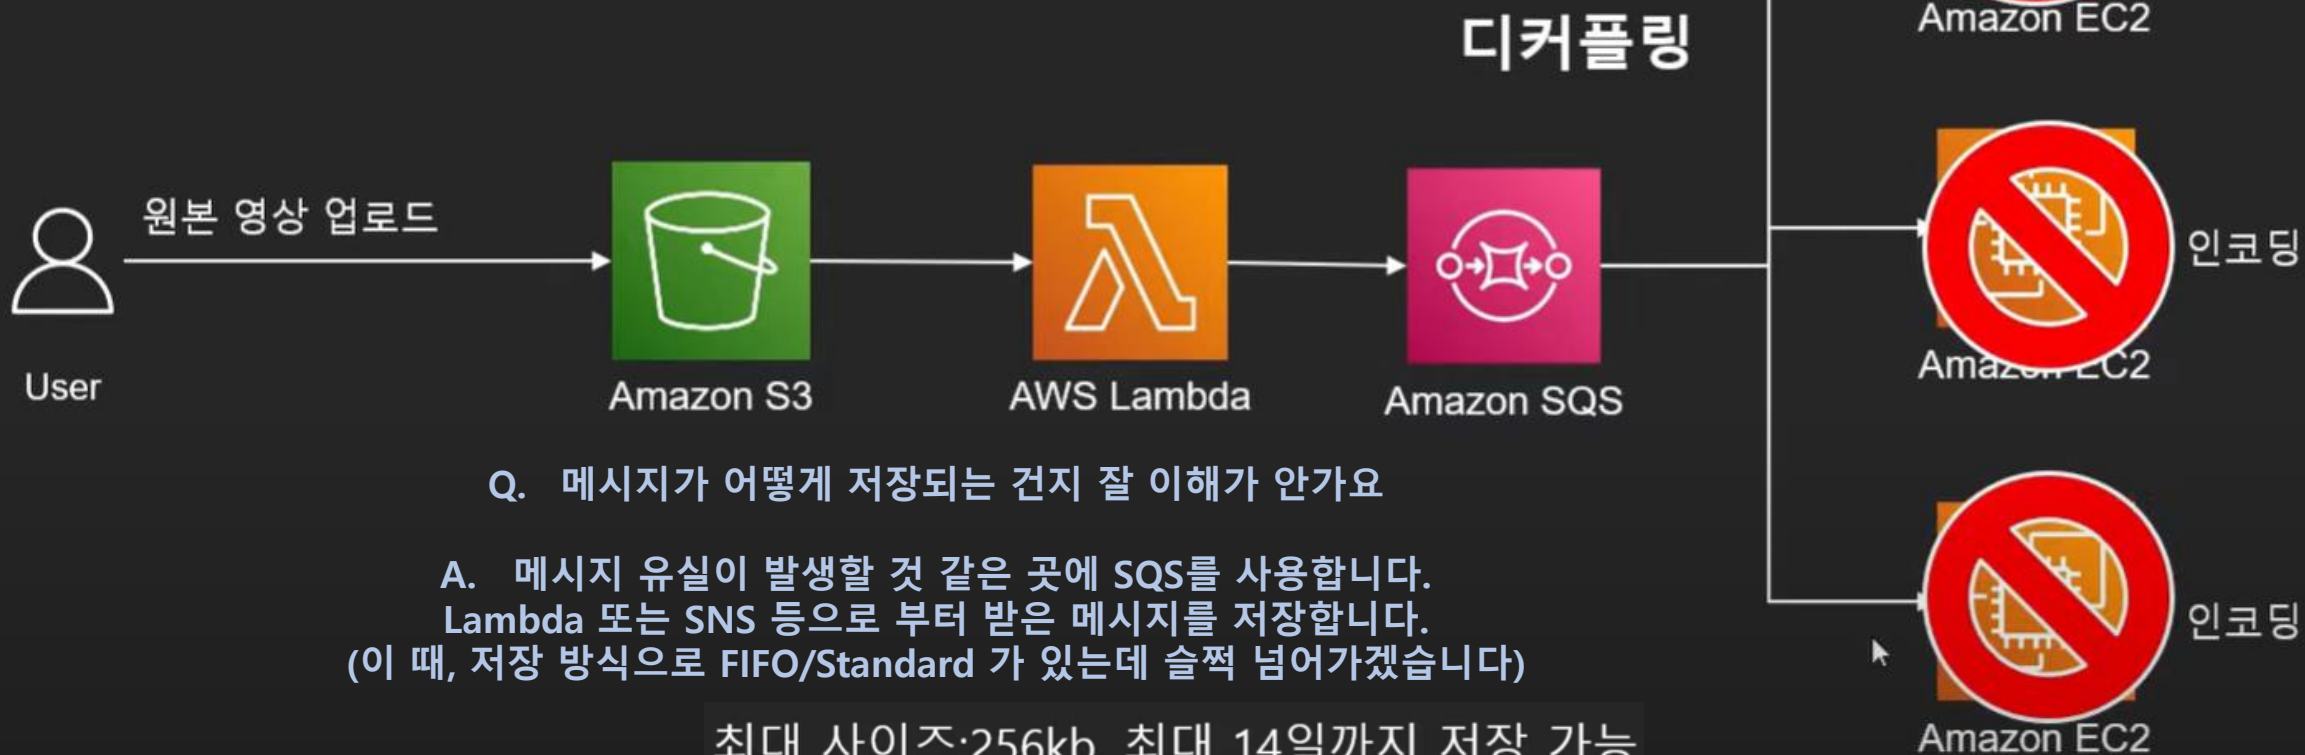 디커플링
Amazon EC2
원본 영상 업로드
인코딩
User
Amazon S3
AWS Lambda
Amazon SQS
Amazon EC2
Q. 메시지가 어떻게 저장되는 건지 잘 이해가 안가요
A. 메시지 유실이 발생할 것 같은 곳에 SQS를 사용합니다.
Lambda 또는 SNS 등으로 부터 받은 메시지를 저장합니다.
(이 때, 저장 방식으로 FIFO/Standard 가 있는데 슬쩍 넘어가겠습니다)
인코딩
최대 사이즈:256kb, 최대 14일까지 저장 가능
Amazon EC2